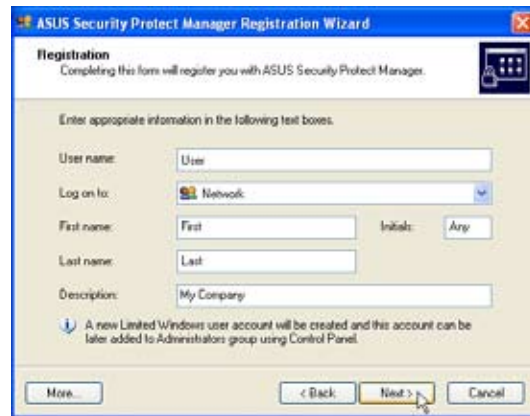 ASUS Security Protect Manager Registration Wizard
Registration
Completing this form will register you with ASUS Security Protect Manager.
Enter appropriate information in the following text boxes.
User name: User
Log on to: Network
First name: First Initials: Any
Last name: Last
Description: My Company
A new Limited Windows user account will be created and this account can
later added to Administrators group using Control Panel.
More... < Back Next > Cancel